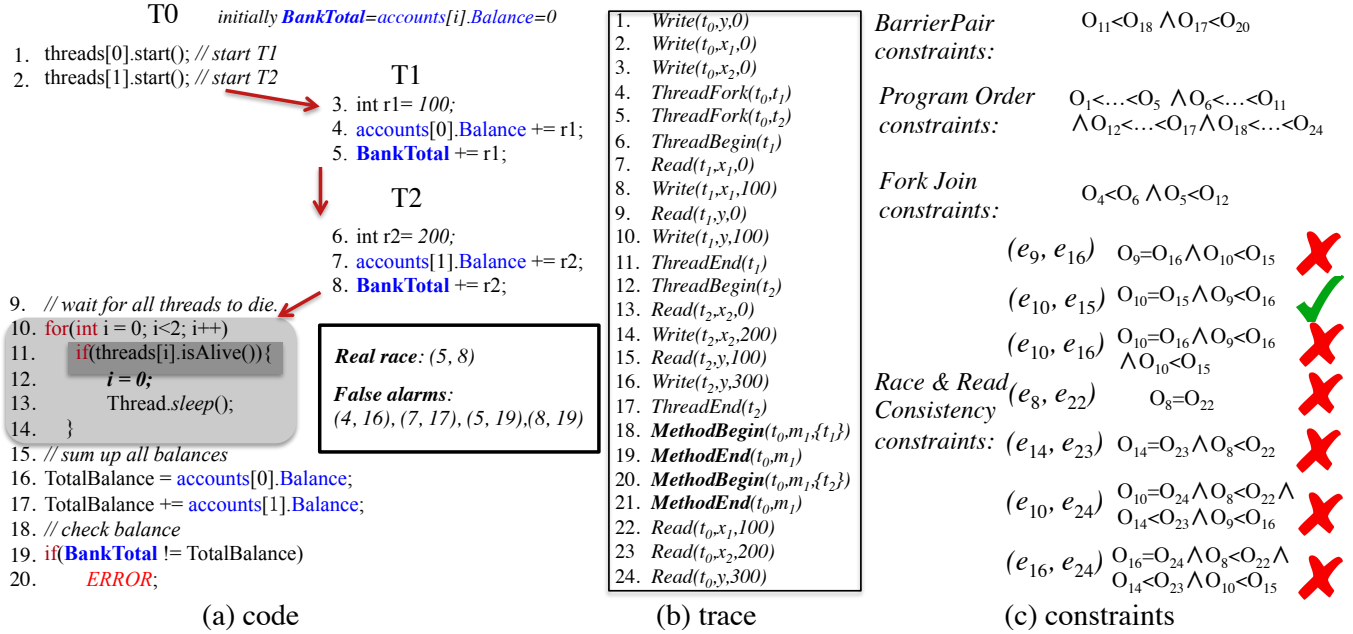 T0
initially BankTotal=accounts[i].Balance=0
1. threads[0].start(); // start T1
2. threads[1].start(); // start T2
T1
3. int r1= 100;
4. accounts[0].Balance += r1;
5. BankTotal += r1;
T2
6. int r2= 200;
7. accounts[1].Balance += r2;
8. BankTotal += r2;
9. // wait for all threads to die.
10. for(int i = 0; i<2; i++)
11. if(threads[i].isAlive()){
12. i = 0;
13. Thread.sleep();
14. }
15. // sum up all balances
16. TotalBalance = accounts[0].Balance;
17. TotalBalance += accounts[1].Balance;
18. // check balance
19. if(BankTotal != TotalBalance)
20. ERROR;
Real race: (5, 8)
False alarms:
(4, 16), (7, 17), (5, 19),(8, 19)
(a) code
1. Write(t₀,y,0)
2. Write(t₀,x₁,0)
3. Write(t₀,x₂,0)
4. ThreadFork(t₀,t₁)
5. ThreadFork(t₀,t₂)
6. ThreadBegin(t₁)
7. Read(t₁,x₁,0)
8. Write(t₁,x₁,100)
9. Read(t₁,y,0)
10. Write(t₁,y,100)
11. ThreadEnd(t₁)
12. ThreadBegin(t₂)
13. Read(t₂,x₂,0)
14. Write(t₂,x₂,200)
15. Read(t₂,y,100)
16. Write(t₂,y,300)
17. ThreadEnd(t₂)
18. MethodBegin(t₀,m₁,{t₁})
19. MethodEnd(t₀,m₁)
20. MethodBegin(t₀,m₁,{t₂})
21. MethodEnd(t₀,m₁)
22. Read(t₀,x₁,100)
23 Read(t₀,x₂,200)
24. Read(t₀,y,300)
(b) trace
BarrierPair
constraints:
O₁₁<O₁₈ ∧O₁₇<O₂₀
Program Order
constraints:
O₁<…<O₅ ∧O₆<…<O₁₁
∧O₁₂<…<O₁₇∧O₁₈<…<O₂₄
Fork Join
constraints:
O₄<O₆ ∧O₅<O₁₂
Race & Read
Consistency
constraints:
(e₉, e₁₆) O₉=O₁₆∧O₁₀<O₁₅
(e₁₀, e₁₅) O₁₀=O₁₅∧O₉<O₁₆
(e₁₀, e₁₆) O₁₀=O₁₆∧O₉<O₁₆
∧O₁₀<O₁₅
(e₈, e₂₂) O₈=O₂₂
(e₁₄, e₂₃) O₁₄=O₂₃∧O₈<O₂₂
(e₁₀, e₂₄) O₁₀=O₂₄∧O₈<O₂₂∧
O₁₄<O₂₃∧O₉<O₁₆
(e₁₆, e₂₄) O₁₆=O₂₄∧O₈<O₂₂∧
O₁₄<O₂₃∧O₁₀<O₁₅
(c) constraints